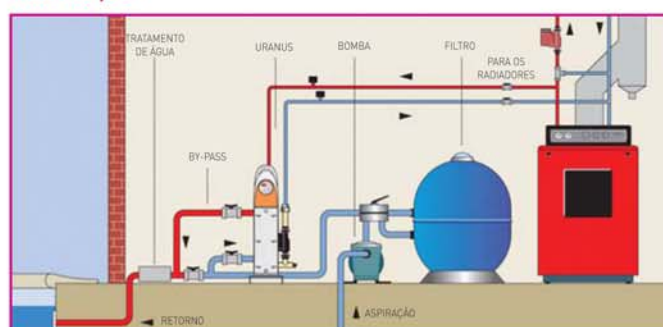 TRATAMENTO
DE ÁGUA
URANUS
BOMBA
FILTRO
PARA OS
RADIADORES
BY-PASS
RETORNO
ASPIRAÇÃO